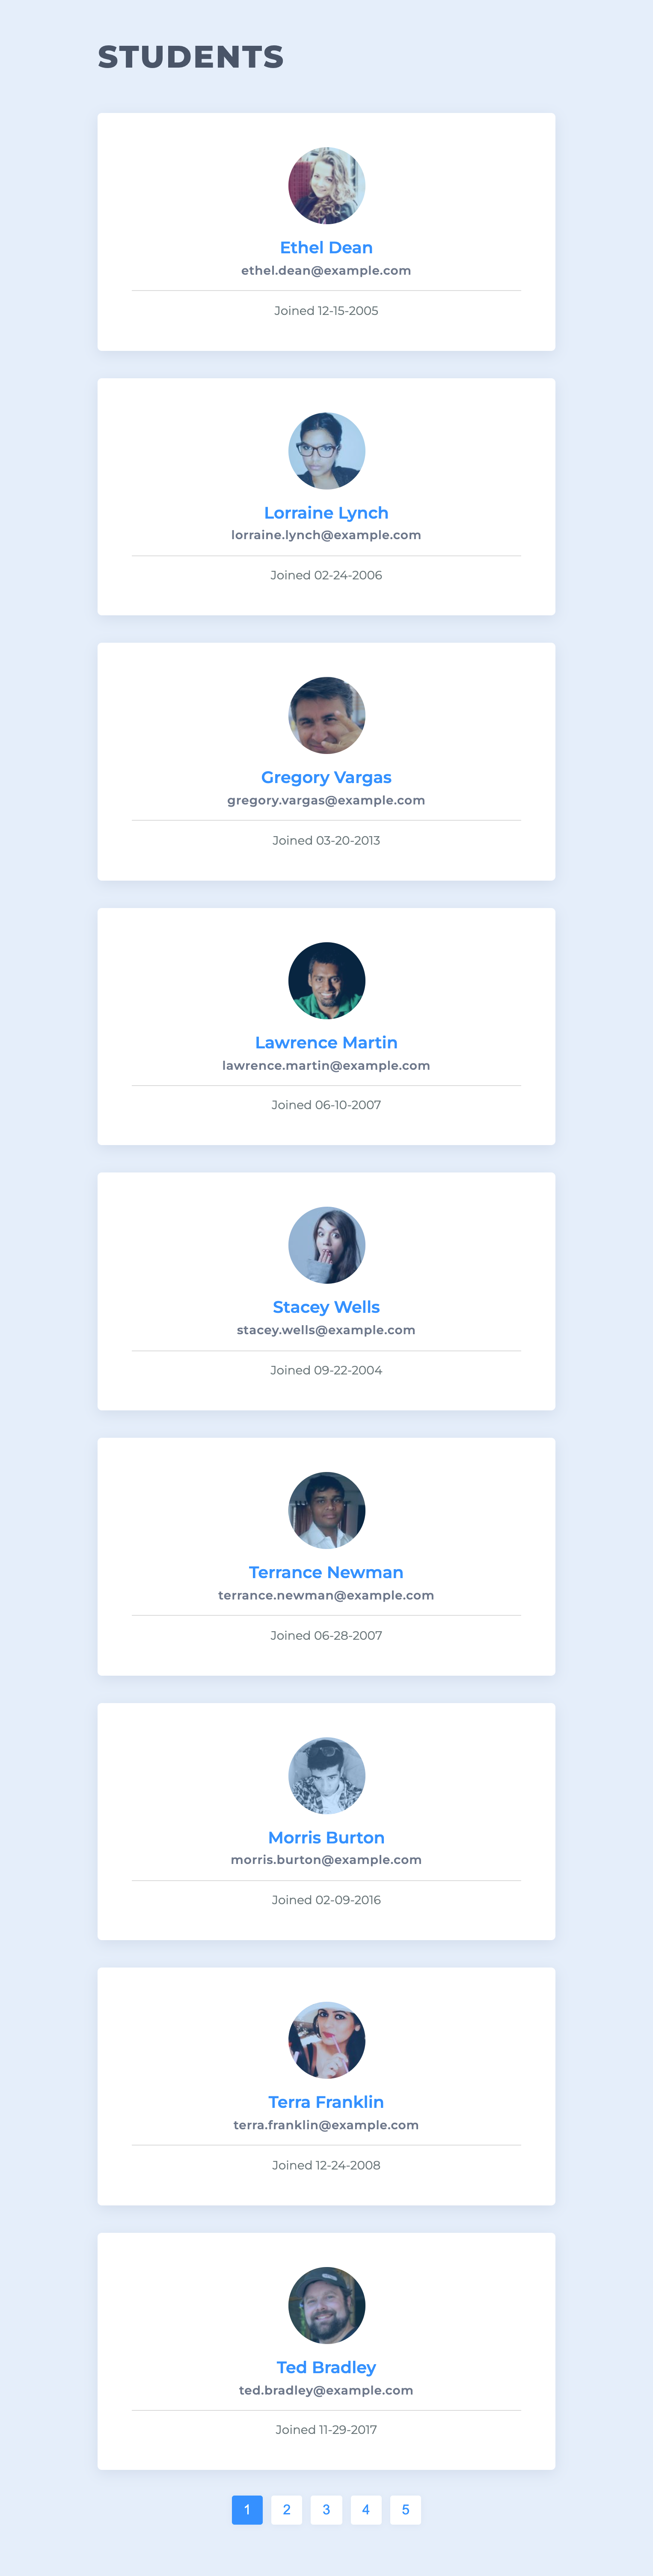 STUDENTS
Ethel Dean
ethel.dean@example.com
Joined 12-15-2005
Lorraine Lynch
lorraine.lynch@example.com
Joined 02-24-2006
Gregory Vargas
gregory.vargas@example.com
Joined 03-20-2013
Lawrence Martin
lawrence.martin@example.com
Joined 06-10-2007
Stacey Wells
stacey.wells@example.com
Joined 09-22-2004
Terrance Newman
terrance.newman@example.com
Joined 06-28-2007
Morris Burton
morris.burton@example.com
Joined 02-09-2016
Terra Franklin
terra.franklin@example.com
Joined 12-24-2008
Ted Bradley
ted.bradley@example.com
Joined 11-29-2017
1 2 3 4 5